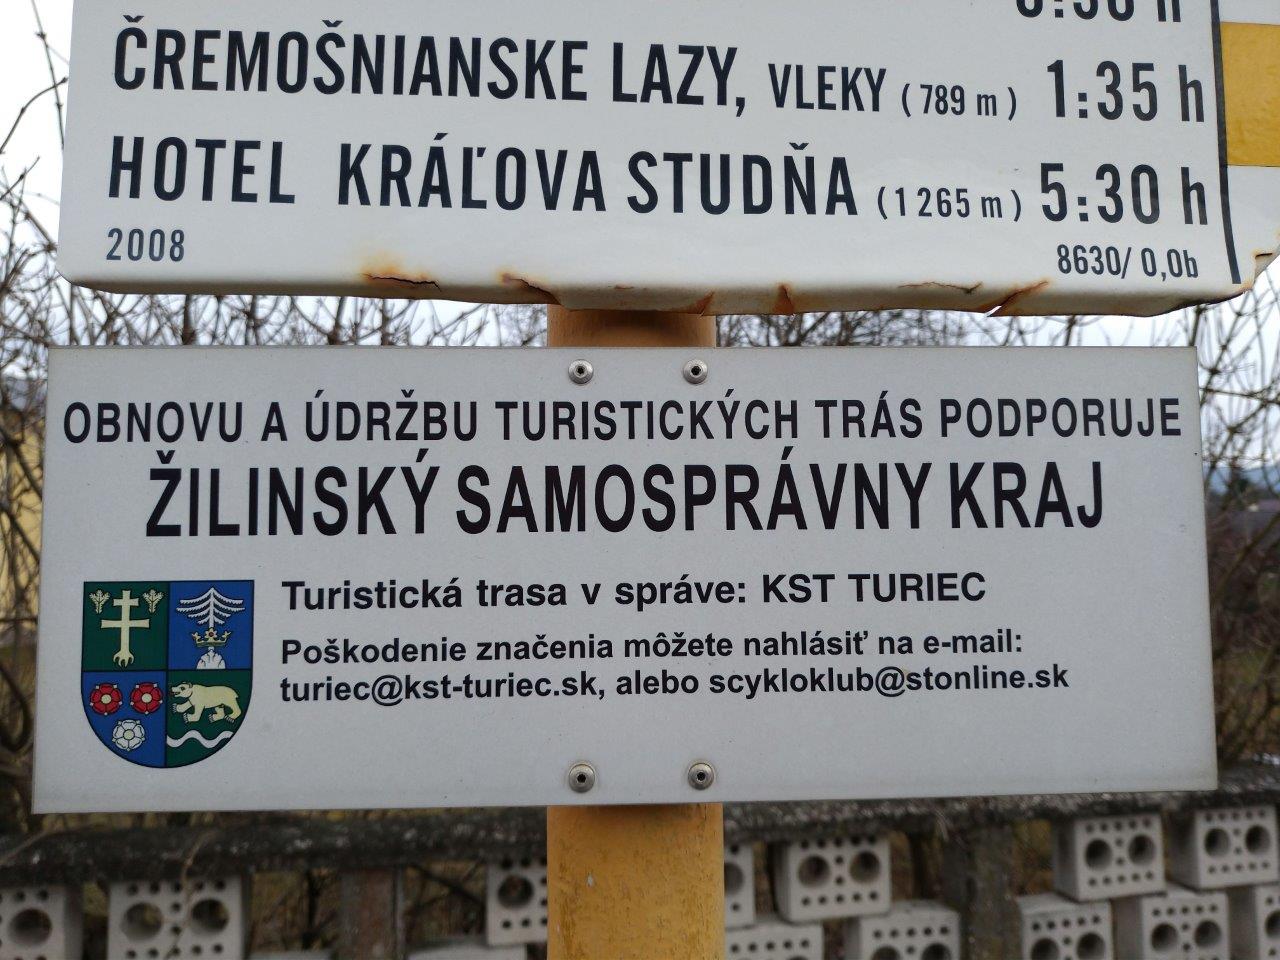 ČREMOŠNIANSKE LAZY, VLEKY (789 m) 1:35 h
HOTEL KRÁĽOVA STUDŇA (1265 m) 5:30 h
2008 8630/ 0,0b
OBNOVU A ÚDRŽBU TURISTICKÝCH TRÁS PODPORUJE
ŽILINSKÝ SAMOSPRÁVNY KRAJ
Turistická trasa v správe: KST TURIEC
Poškodenie značenia môžete nahlásiť na e-mail:
turiec@kst-turiec.sk, alebo scykloklub@stonline.sk